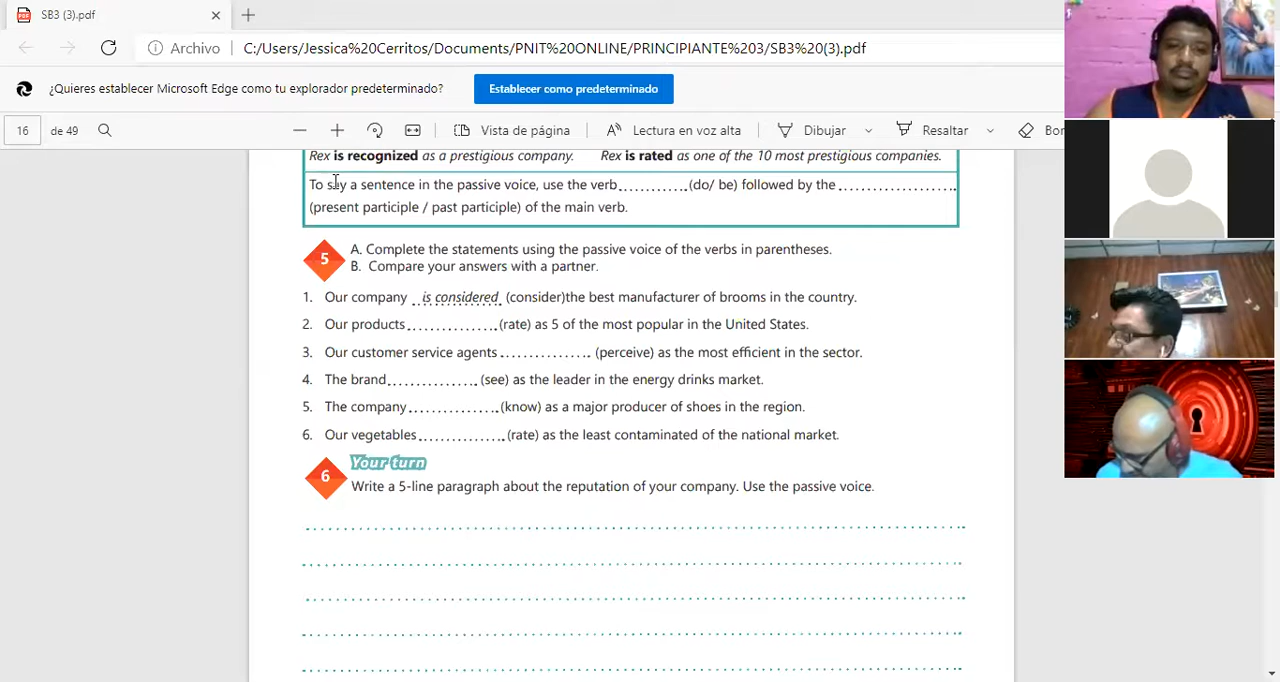 SB3 (3).pdf
Archivo C:/Users/Jessica%20Cerritos/Documents/PNIT%20ONLINE/PRINCIPIANTE%203/SB3%20(3).pdf
¿Quieres establecer Microsoft Edge como tu explorador predeterminado? Establecer como predeterminado
16 de 49 Vista de página Lectura en voz alta Dibujar Resaltar Bor
Rex is recognized as a prestigious company. Rex is rated as one of the 10 most prestigious companies.
To say a sentence in the passive voice, use the verb............(do/ be) followed by the ....................
(present participle / past participle) of the main verb.
5 A. Complete the statements using the passive voice of the verbs in parentheses.
B. Compare your answers with a partner.
1. Our company ..is considered. (consider)the best manufacturer of brooms in the country.
2. Our products................(rate) as 5 of the most popular in the United States.
3. Our customer service agents ................ (perceive) as the most efficient in the sector.
4. The brand................ (see) as the leader in the energy drinks market.
5. The company................(know) as a major producer of shoes in the region.
6. Our vegetables................(rate) as the least contaminated of the national market.
Your turn
6 Write a 5-line paragraph about the reputation of your company. Use the passive voice.